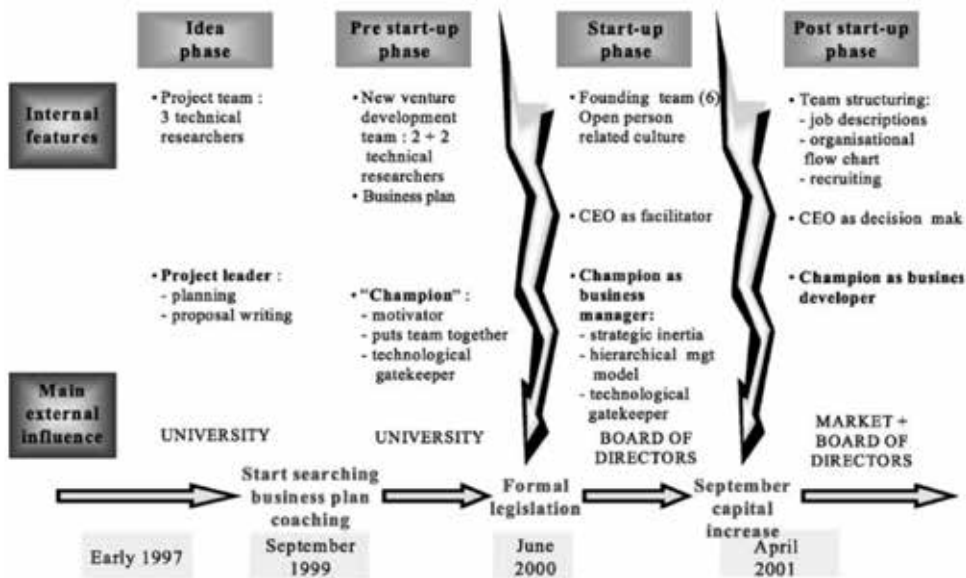 Idea
phase
Pre start-up
phase
Start-up
phase
Post start-up
phase
Internal
features
• Project team :
3 technical
researchers
• New venture
development
team : 2 + 2
technical
researchers
• Business plan
• Founding team (6)
Open person
related culture
• Team structuring:
- job descriptions
- organisational
flow chart
- recruiting
• CEO as facilitator
• CEO as decision mak
• Project leader :
- planning
- proposal writing
• "Champion" :
- motivator
- puts team together
- technological
gatekeeper
• Champion as
business
manager:
- strategic inertia
- hierarchical mgt
model
- technological
gatekeeper
• Champion as busines
developer
Main
external
influence
UNIVERSITY
UNIVERSITY
BOARD OF
DIRECTORS
MARKET +
BOARD OF
DIRECTORS
Start searching
business plan
coaching
Formal
legislation
September
capital
increase
Early 1997
September
1999
June
2000
April
2001